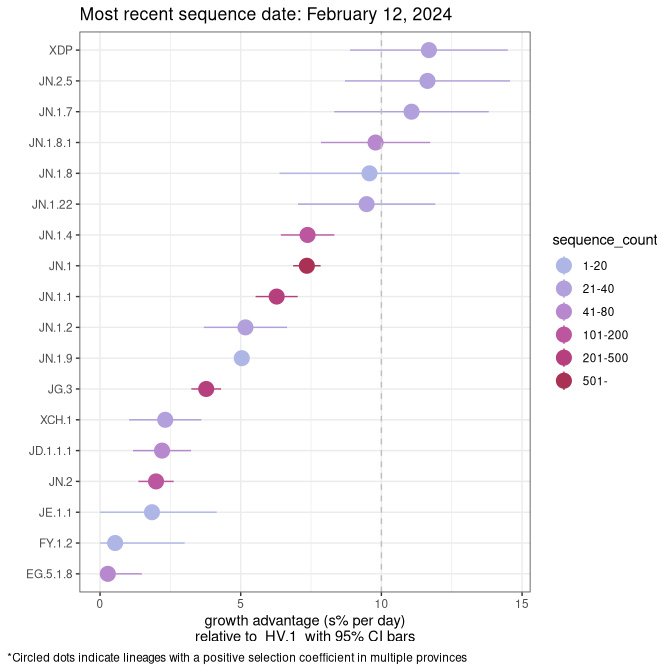 Most recent sequence date: February 12, 2024
XDP
JN.2.5
JN.1.7
JN.1.8.1
JN.1.8
JN.1.22
JN.1.4
JN.1
JN.1.1
JN.1.2
JN.1.9
JG.3
XCH.1
JD.1.1.1
JN.2
JE.1.1
FY.1.2
EG.5.1.8
0 5 10 15
growth advantage (s% per day)
relative to HV.1 with 95% CI bars
sequence_count
1-20
21-40
41-80
101-200
201-500
501-
*Circled dots indicate lineages with a positive selection coefficient in multiple provinces